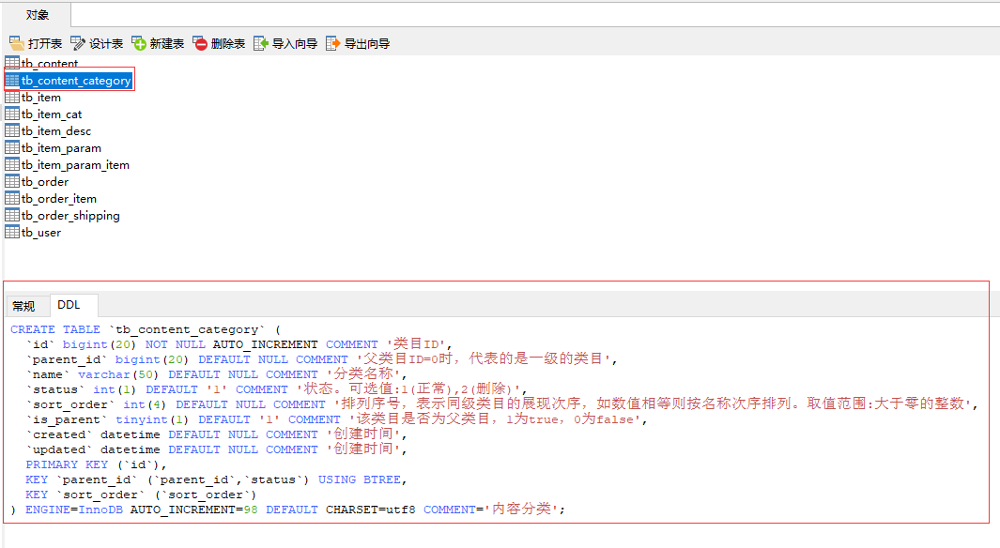 对象
打开表 设计表 新建表 删除表 导入向导 导出向导
tb_content
tb_content_category
tb_item
tb_item_cat
tb_item_desc
tb_item_param
tb_item_param_item
tb_order
tb_order_item
tb_order_shipping
tb_user
常规 DDL
CREATE TABLE `tb_content_category` (
  `id` bigint(20) NOT NULL AUTO_INCREMENT COMMENT '类目ID',
  `parent_id` bigint(20) DEFAULT NULL COMMENT '父类目ID=0时，代表的是一级的类目',
  `name` varchar(50) DEFAULT NULL COMMENT '分类名称',
  `status` int(1) DEFAULT '1' COMMENT '状态。可选值:1(正常),2(删除)',
  `sort_order` int(4) DEFAULT NULL COMMENT '排列序号，表示同级类目的展现次序，如数值相等则按名称次序排列。取值范围:大于零的整数',
  `is_parent` tinyint(1) DEFAULT '1' COMMENT '该类目是否为父类目，1为true，0为false',
  `created` datetime DEFAULT NULL COMMENT '创建时间',
  `updated` datetime DEFAULT NULL COMMENT '创建时间',
  PRIMARY KEY (`id`),
  KEY `parent_id` (`parent_id`,`status`) USING BTREE,
  KEY `sort_order` (`sort_order`)
) ENGINE=InnoDB AUTO_INCREMENT=98 DEFAULT CHARSET=utf8 COMMENT='内容分类';